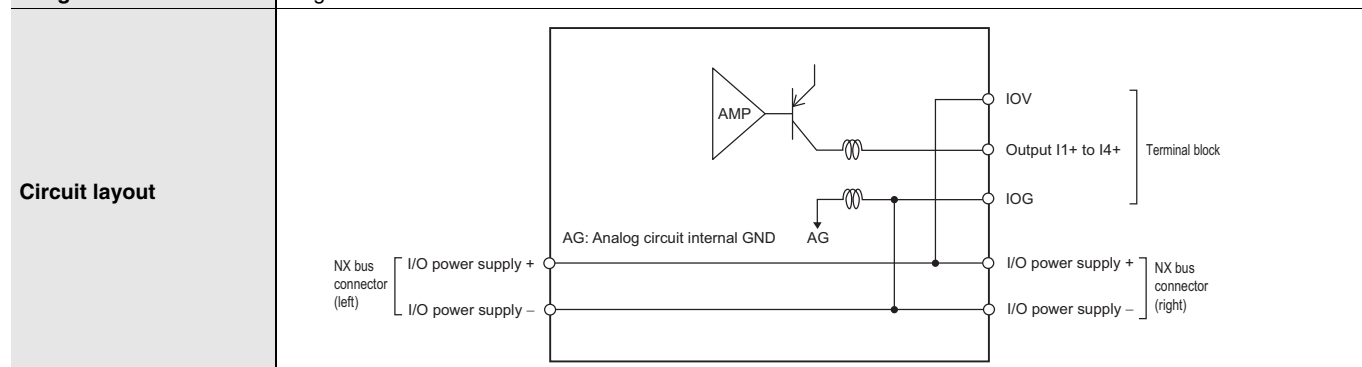 Circuit layout
AMP
IOV
Output I1+ to I4+
Terminal block
IOG
AG: Analog circuit internal GND
AG
NX bus
connector
(left)
I/O power supply +
I/O power supply –
I/O power supply +
I/O power supply –
NX bus
connector
(right)